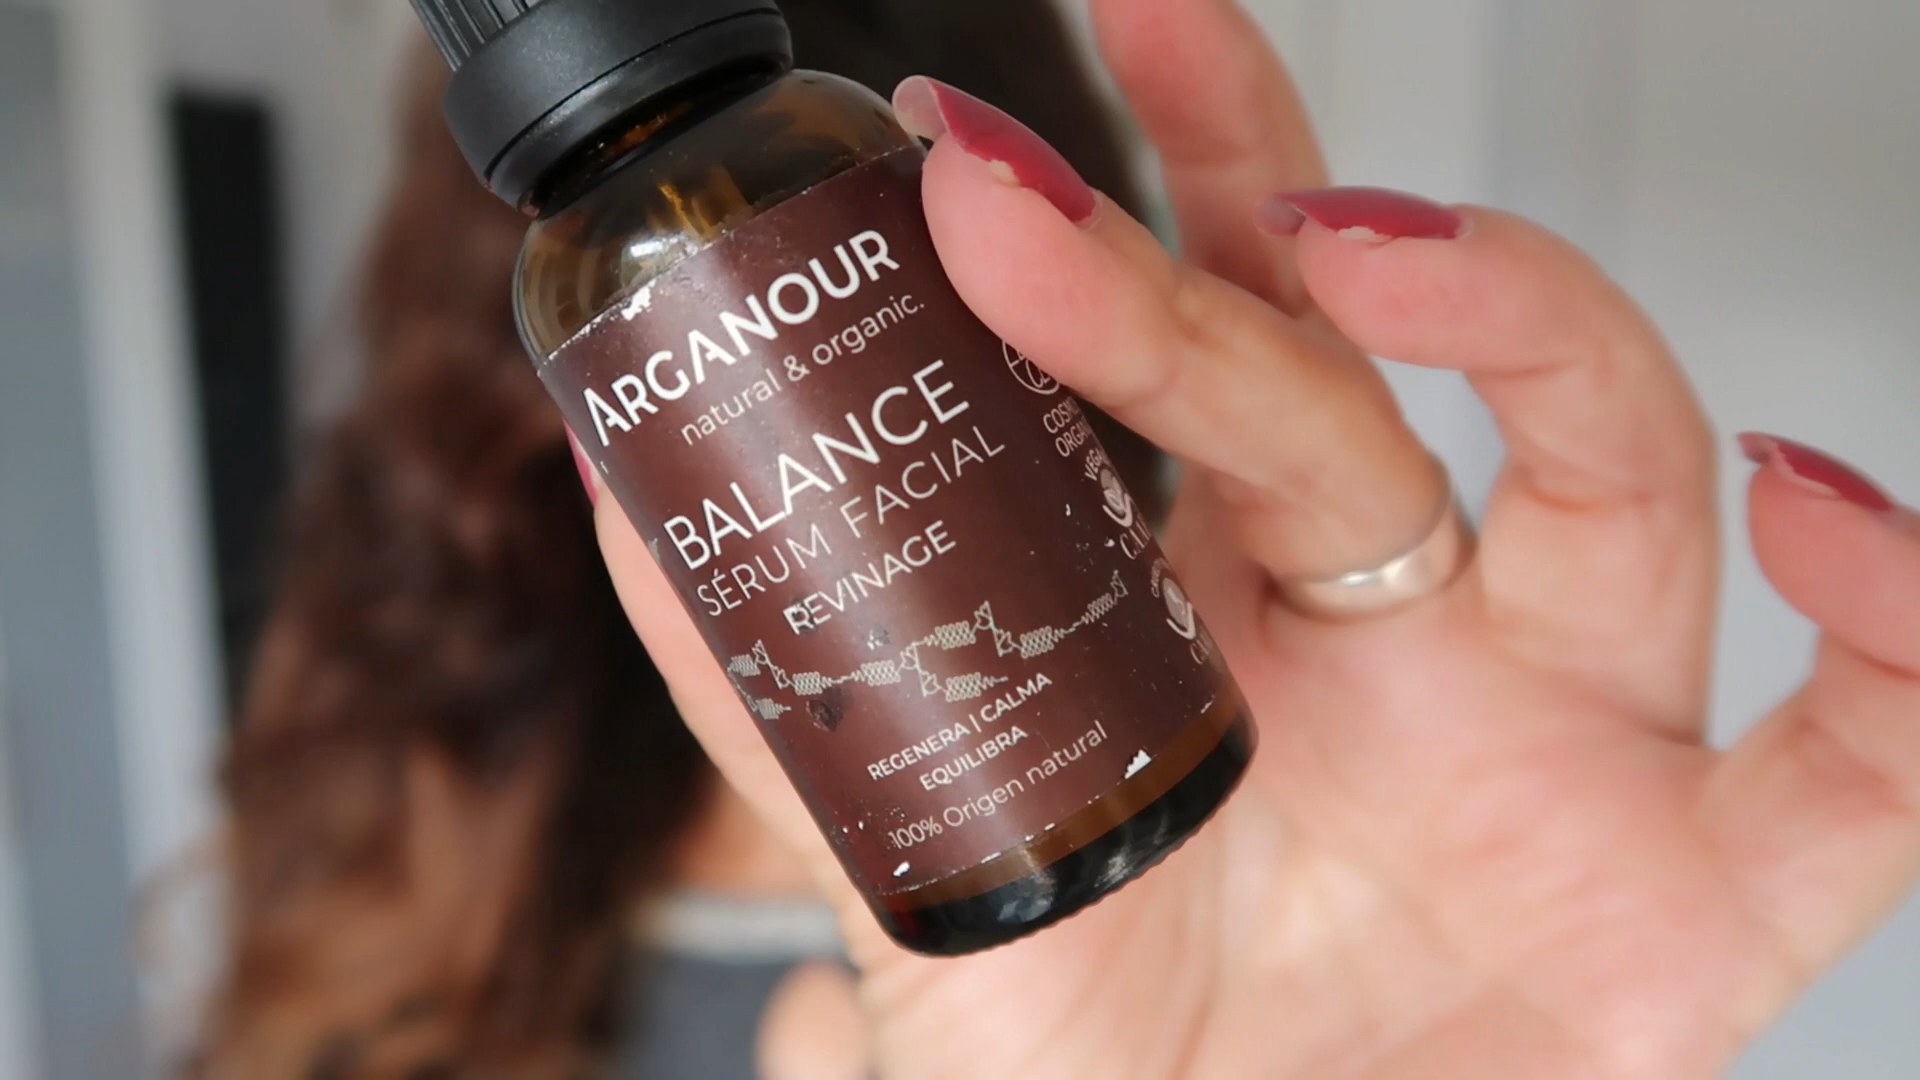 ARGANOUR
natural & organic.
BALANCE
SÉRUM FACIAL
REVINAGE
REGENERA | CALMA
EQUILIBRA
100% Origen natural